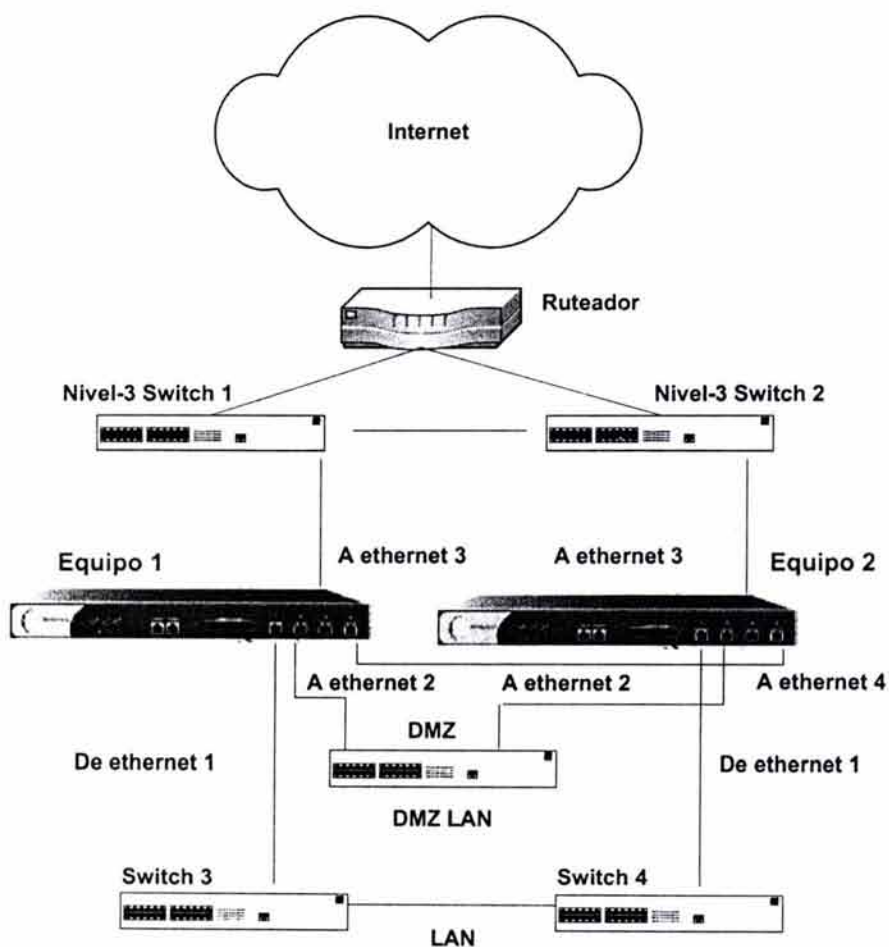 Internet
Ruteador
Nivel-3 Switch 1
Nivel-3 Switch 2
Equipo 1
A ethernet 3
A ethernet 3
Equipo 2
A ethernet 2
A ethernet 2
A ethernet 4
DMZ
De ethernet 1
De ethernet 1
DMZ LAN
Switch 3
Switch 4
LAN